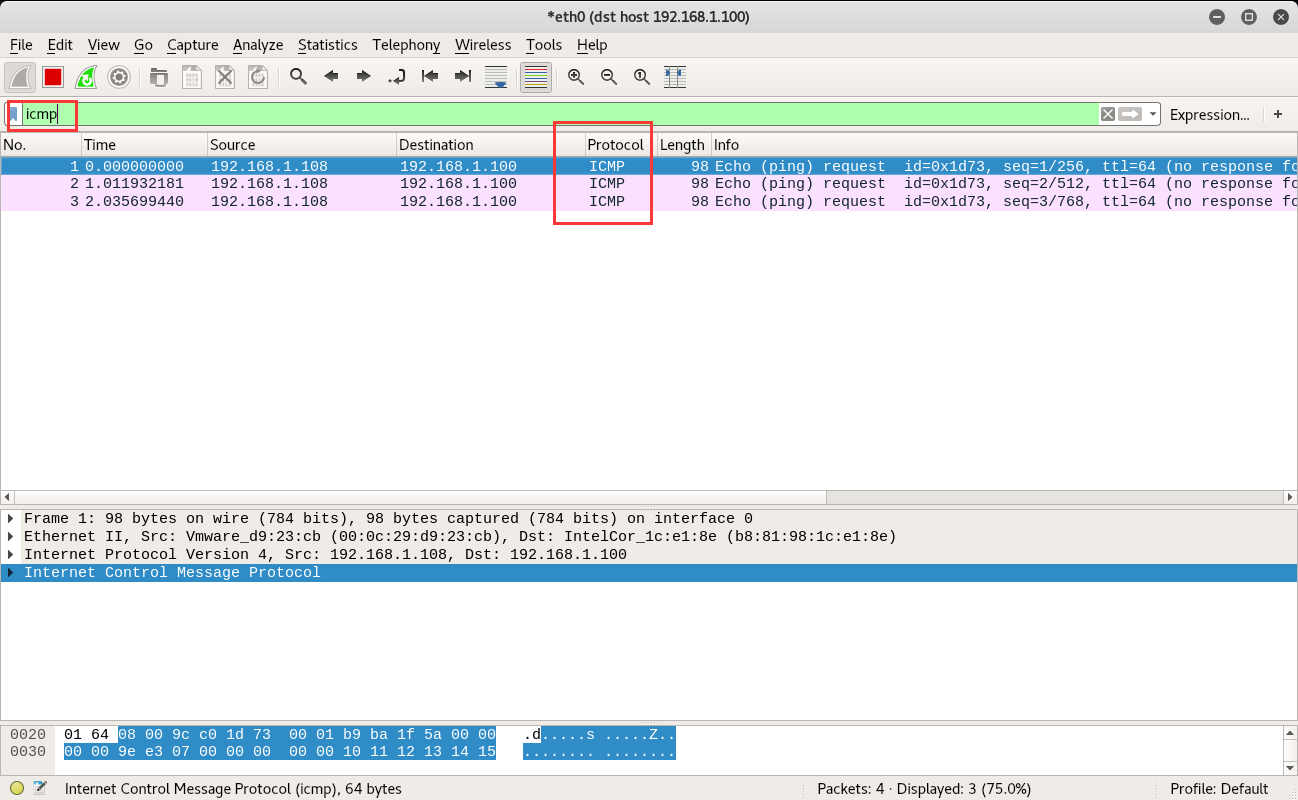 *eth0 (dst host 192.168.1.100)
File Edit View Go Capture Analyze Statistics Telephony Wireless Tools Help
icmp Expression... +
No. Time Source Destination Protocol Length Info
1 0.000000000 192.168.1.108 192.168.1.100 ICMP 98 Echo (ping) request id=0x1d73, seq=1/256, ttl=64 (no response fo
2 1.011932181 192.168.1.108 192.168.1.100 ICMP 98 Echo (ping) request id=0x1d73, seq=2/512, ttl=64 (no response fo
3 2.035699440 192.168.1.108 192.168.1.100 ICMP 98 Echo (ping) request id=0x1d73, seq=3/768, ttl=64 (no response fo
Frame 1: 98 bytes on wire (784 bits), 98 bytes captured (784 bits) on interface 0
Ethernet II, Src: Vmware_d9:23:cb (00:0c:29:d9:23:cb), Dst: IntelCor_1c:e1:8e (b8:81:98:1c:e1:8e)
Internet Protocol Version 4, Src: 192.168.1.108, Dst: 192.168.1.100
Internet Control Message Protocol
0020 01 64 08 00 9c c0 1d 73 00 01 b9 ba 1f 5a 00 00 .d.....s .....Z..
0030 00 00 9e e3 07 00 00 00 00 00 10 11 12 13 14 15 ........ ........
Internet Control Message Protocol (icmp), 64 bytes Packets: 4 · Displayed: 3 (75.0%) Profile: Default